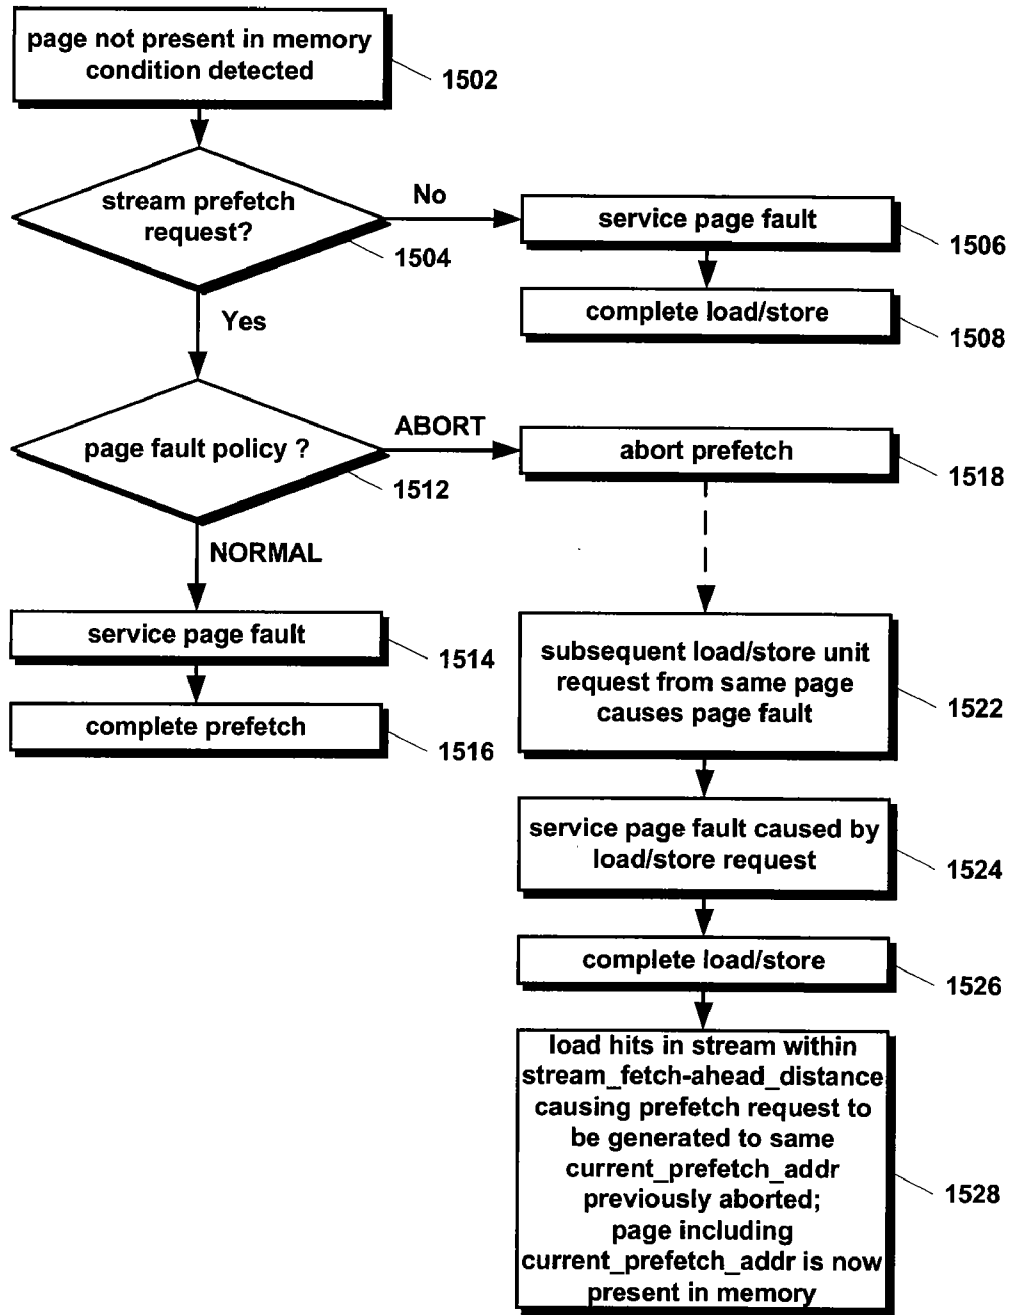 page not present in memory
condition detected
1502
stream prefetch
request?
1504
No
service page fault
1506
complete load/store
1508
Yes
page fault policy ?
1512
ABORT
abort prefetch
1518
NORMAL
service page fault
1514
complete prefetch
1516
subsequent load/store unit
request from same page
causes page fault
1522
service page fault caused by
load/store request
1524
complete load/store
1526
load hits in stream within
stream_fetch-ahead_distance
causing prefetch request to
be generated to same
current_prefetch_addr
previously aborted;
page including
current_prefetch_addr is now
present in memory
1528